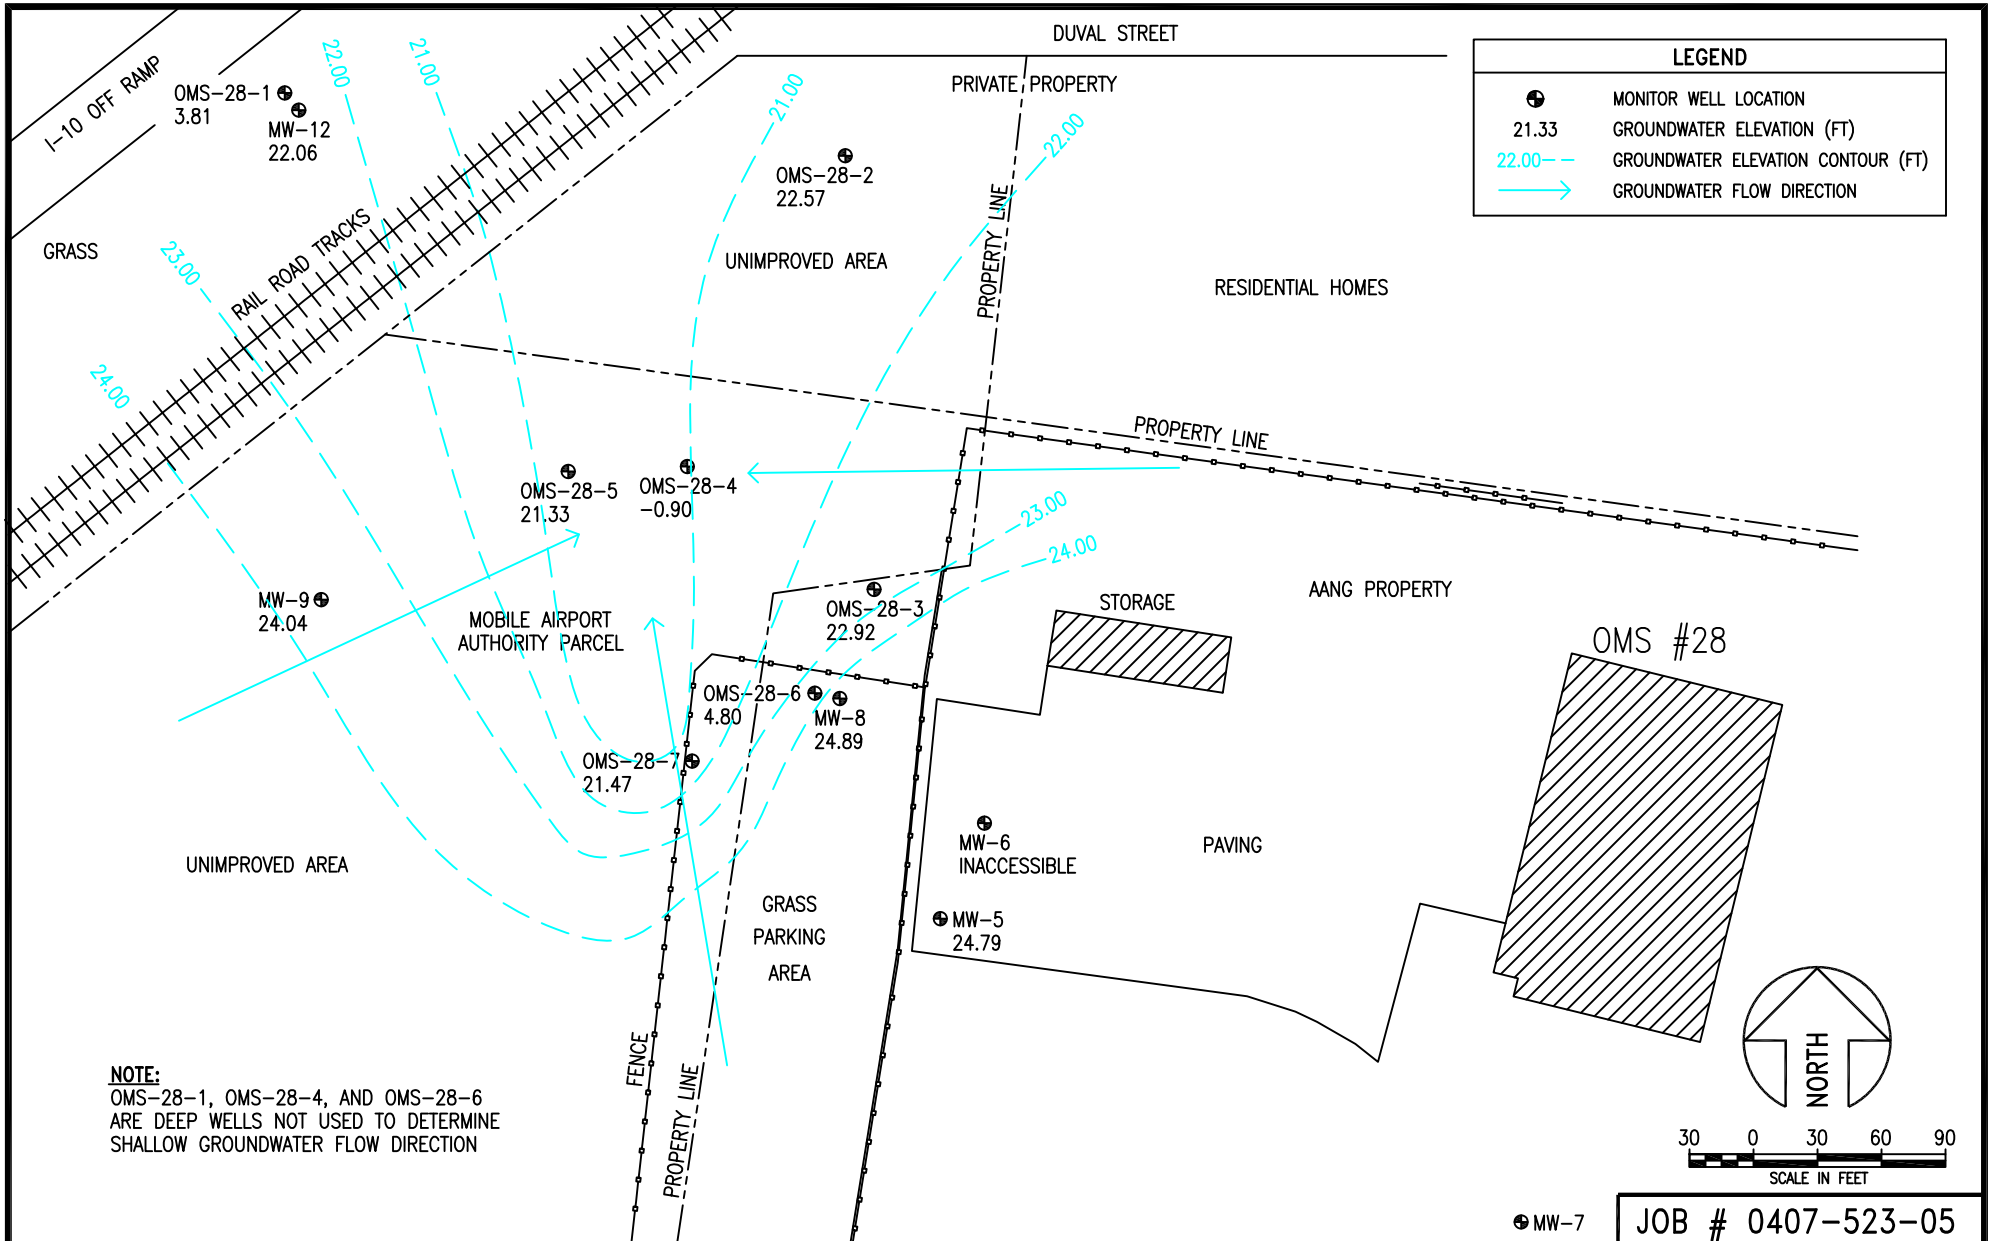 DUVAL STREET
I-10 OFF RAMP
OMS-28-1
3.81
MW-12
22.06
22.00
21.00
21.00
22.00
PRIVATE PROPERTY
LEGEND
MONITOR WELL LOCATION
21.33 GROUNDWATER ELEVATION (FT)
22.00 GROUNDWATER ELEVATION CONTOUR (FT)
GROUNDWATER FLOW DIRECTION
OMS-28-2
22.57
PROPERTY LINE
GRASS
23.00
RAIL ROAD TRACKS
UNIMPROVED AREA
RESIDENTIAL HOMES
24.00
PROPERTY LINE
OMS-28-5
21.33
OMS-28-4
-0.90
23.00
24.00
MW-9
24.04
MOBILE AIRPORT
AUTHORITY PARCEL
OMS-28-3
22.92
STORAGE
AANG PROPERTY
OMS #28
OMS-28-6
4.80
MW-8
24.89
OMS-28-7
21.47
UNIMPROVED AREA
MW-6
INACCESSIBLE
PAVING
GRASS
PARKING
AREA
MW-5
24.79
FENCE
PROPERTY LINE
NOTE:
OMS-28-1, OMS-28-4, AND OMS-28-6
ARE DEEP WELLS NOT USED TO DETERMINE
SHALLOW GROUNDWATER FLOW DIRECTION
NORTH
30 0 30 60 90
SCALE IN FEET
MW-7
JOB # 0407-523-05